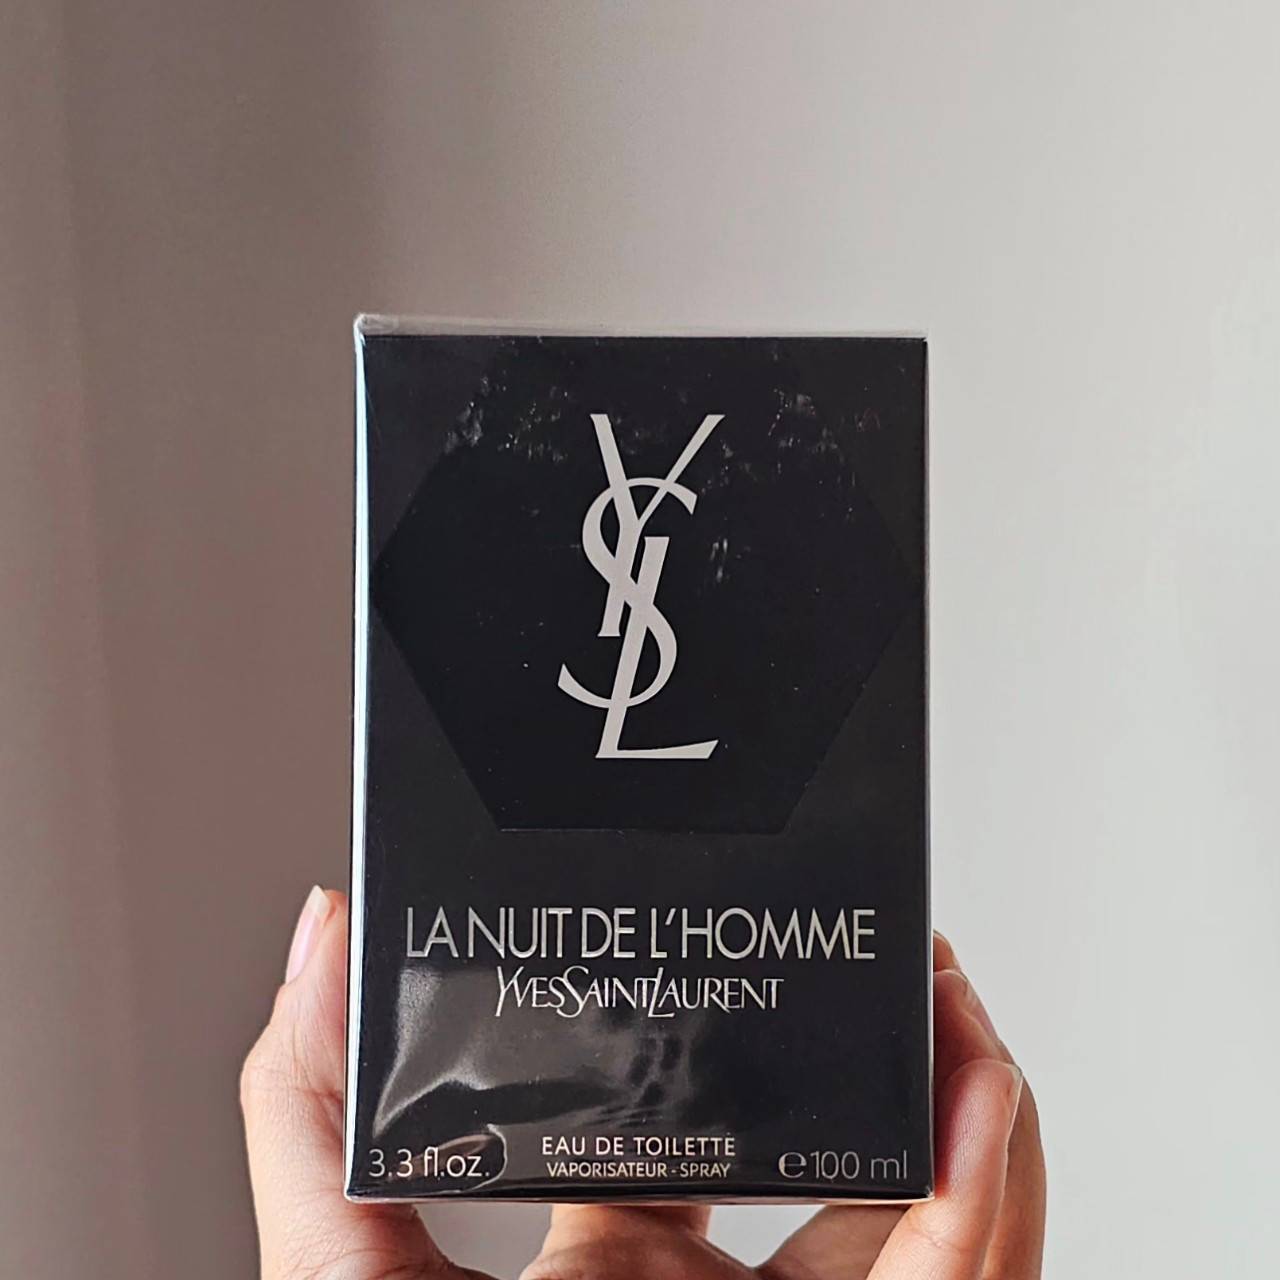 YSL
LA NUIT DE L'HOMME
YVESSAINTLAURENT
3.3 fl.oz.
EAU DE TOILETTE
VAPORISATEUR - SPRAY
℮100 ml